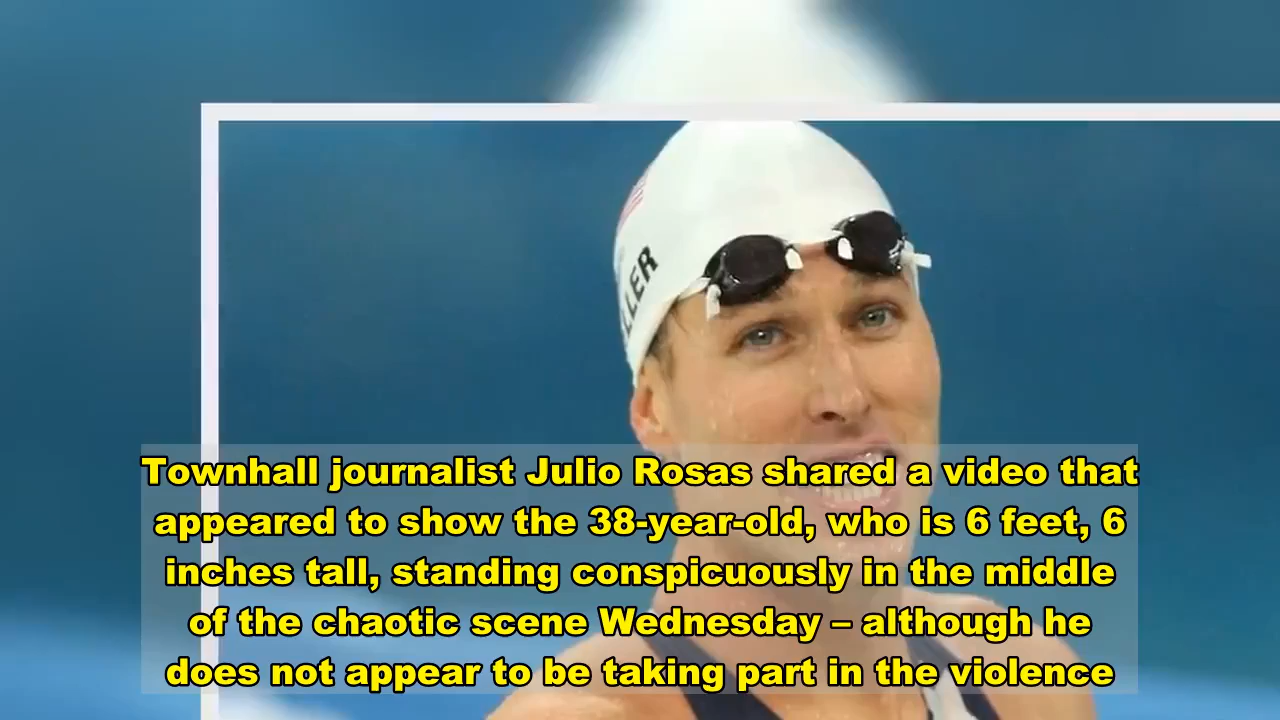 LLER
Townhall journalist Julio Rosas shared a video that
appeared to show the 38-year-old, who is 6 feet, 6
inches tall, standing conspicuously in the middle
of the chaotic scene Wednesday – although he
does not appear to be taking part in the violence